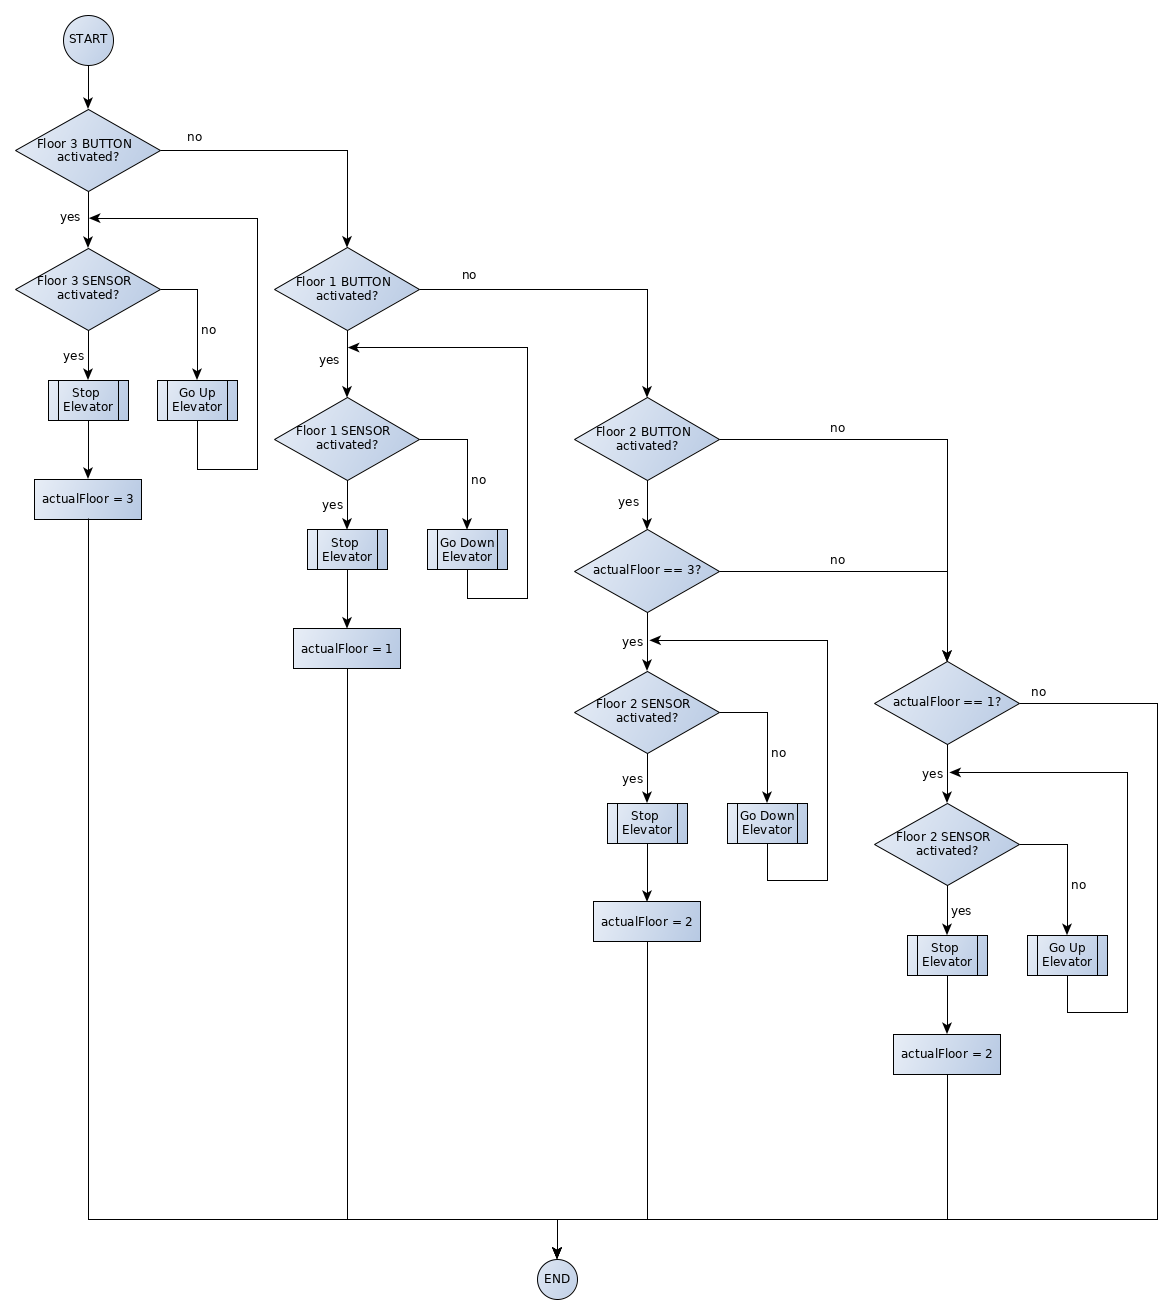 START
Floor 3 BUTTON
activated?
no
yes
Floor 3 SENSOR
activated?
no
yes
Stop
Elevator
Go Up
Elevator
actualFloor = 3
Floor 1 BUTTON
activated?
no
yes
Floor 1 SENSOR
activated?
no
yes
Stop
Elevator
Go Down
Elevator
actualFloor = 1
Floor 2 BUTTON
activated?
no
yes
actualFloor == 3?
no
yes
Floor 2 SENSOR
activated?
no
yes
Stop
Elevator
Go Down
Elevator
actualFloor = 2
actualFloor == 1?
no
yes
Floor 2 SENSOR
activated?
no
yes
Stop
Elevator
Go Up
Elevator
actualFloor = 2
END